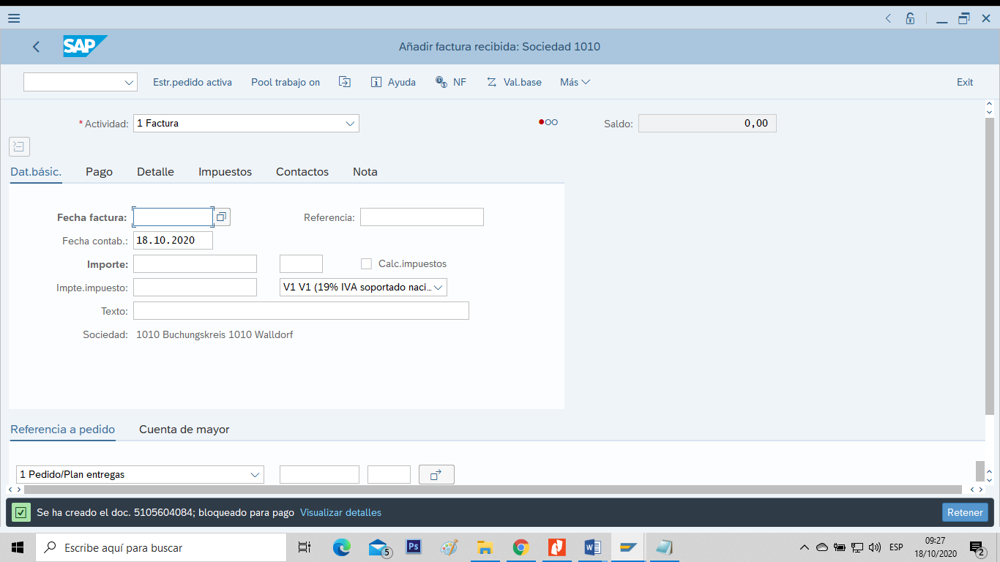 SAP
Añadir factura recibida: Sociedad 1010
Estr.pedido activa
Pool trabajo on
Ayuda
NF
Val.base
Más
Exit
* Actividad:
1 Factura
Saldo:
0,00
Dat.básic.
Pago
Detalle
Impuestos
Contactos
Nota
Fecha factura:
Referencia:
Fecha contab.:
18.10.2020
Importe:
Calc.impuestos
Impte.impuesto:
V1 V1 (19% IVA soportado naci...
Texto:
Sociedad:
1010 Buchungskreis 1010 Walldorf
Referencia a pedido
Cuenta de mayor
1 Pedido/Plan entregas
Se ha creado el doc. 5105604084; bloqueado para pago
Visualizar detalles
Retener
Escribe aquí para buscar
5
Ps
W
ESP
09:27
18/10/2020
2